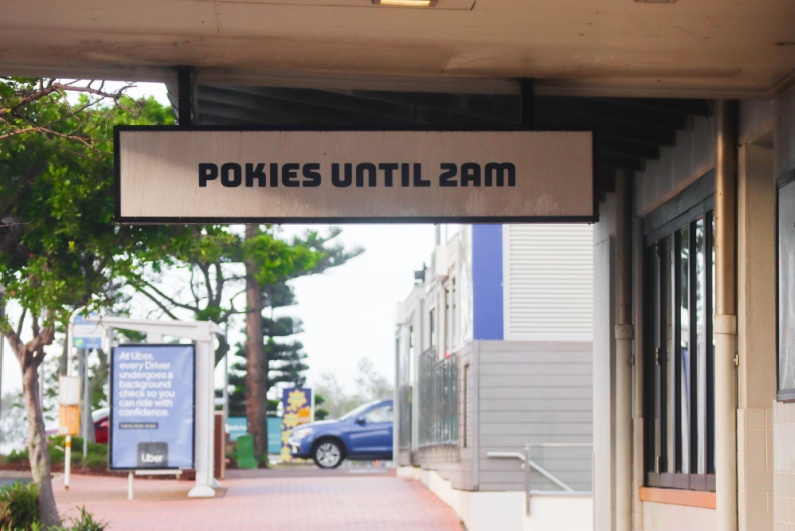 POKIES UNTIL 2AM
At Uber,
every Driver
undergoes a
background
check so you
can ride with
confidence.
Uber